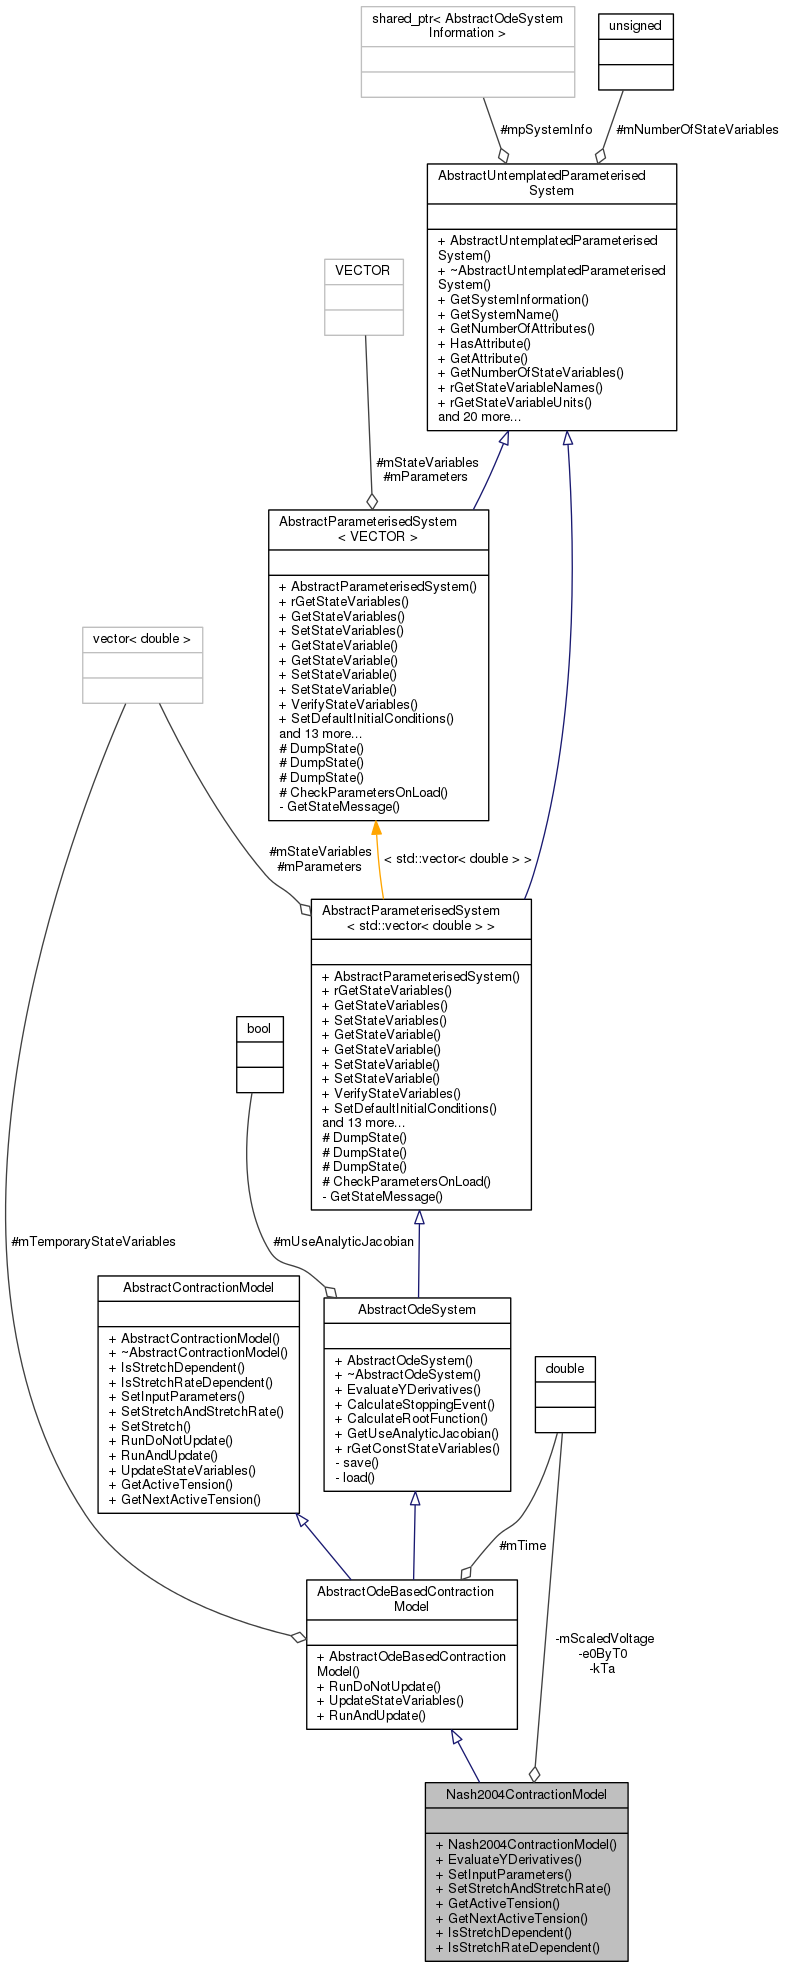 shared_ptr< AbstractOdeSystem
Information >
unsigned
#mpSystemInfo
#mNumberOfStateVariables
AbstractUntemplatedParameterised
System
+ AbstractUntemplatedParameterised
System()
+ ~AbstractUntemplatedParameterised
System()
+ GetSystemInformation()
+ GetSystemName()
+ GetNumberOfAttributes()
+ HasAttribute()
+ GetAttribute()
+ GetNumberOfStateVariables()
+ rGetStateVariableNames()
+ rGetStateVariableUnits()
and 20 more...
VECTOR
#mStateVariables
#mParameters
AbstractParameterisedSystem
< VECTOR >
+ AbstractParameterisedSystem()
+ rGetStateVariables()
+ GetStateVariables()
+ SetStateVariables()
+ GetStateVariable()
+ GetStateVariable()
+ SetStateVariable()
+ SetStateVariable()
+ VerifyStateVariables()
+ SetDefaultInitialConditions()
and 13 more...
# DumpState()
# DumpState()
# DumpState()
# CheckParametersOnLoad()
- GetStateMessage()
vector< double >
#mStateVariables
#mParameters
< std::vector< double > >
AbstractParameterisedSystem
< std::vector< double > >
+ AbstractParameterisedSystem()
+ rGetStateVariables()
+ GetStateVariables()
+ SetStateVariables()
+ GetStateVariable()
+ GetStateVariable()
+ SetStateVariable()
+ SetStateVariable()
+ VerifyStateVariables()
+ SetDefaultInitialConditions()
and 13 more...
# DumpState()
# DumpState()
# DumpState()
# CheckParametersOnLoad()
- GetStateMessage()
bool
#mTemporaryStateVariables
#mUseAnalyticJacobian
AbstractContractionModel
+ AbstractContractionModel()
+ ~AbstractContractionModel()
+ IsStretchDependent()
+ IsStretchRateDependent()
+ SetInputParameters()
+ SetStretchAndStretchRate()
+ SetStretch()
+ RunDoNotUpdate()
+ RunAndUpdate()
+ UpdateStateVariables()
+ GetActiveTension()
+ GetNextActiveTension()
AbstractOdeSystem
+ AbstractOdeSystem()
+ ~AbstractOdeSystem()
+ EvaluateYDerivatives()
+ CalculateStoppingEvent()
+ CalculateRootFunction()
+ GetUseAnalyticJacobian()
+ rGetConstStateVariables()
- save()
- load()
double
#mTime
AbstractOdeBasedContraction
Model
+ AbstractOdeBasedContraction
Model()
+ RunDoNotUpdate()
+ UpdateStateVariables()
+ RunAndUpdate()
-mScaledVoltage
-e0ByT0
-kTa
Nash2004ContractionModel
+ Nash2004ContractionModel()
+ EvaluateYDerivatives()
+ SetInputParameters()
+ SetStretchAndStretchRate()
+ GetActiveTension()
+ GetNextActiveTension()
+ IsStretchDependent()
+ IsStretchRateDependent()